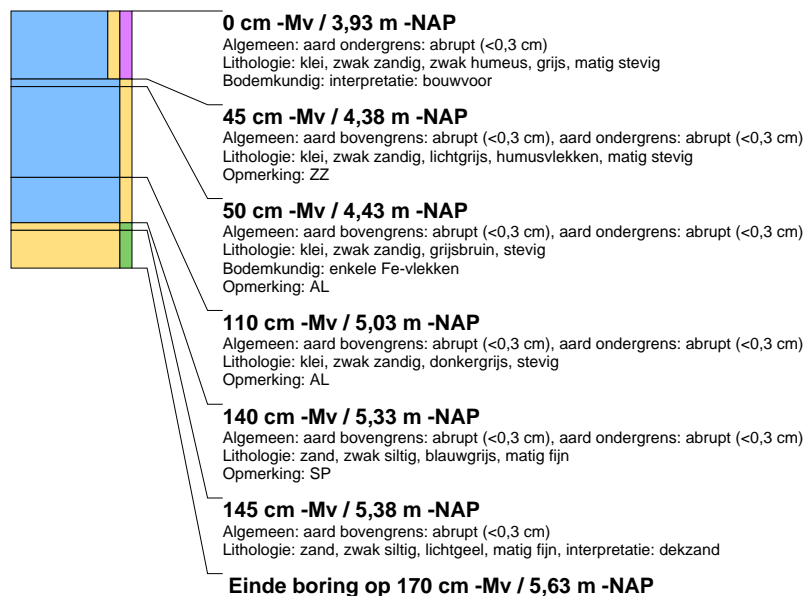 0 cm -Mv / 3,93 m -NAP
Algemeen: aard ondergrens: abrupt (<0,3 cm)
Lithologie: klei, zwak zandig, zwak humeus, grijs, matig stevig
Bodemkundig: interpretatie: bouwvoor
45 cm -Mv / 4,38 m -NAP
Algemeen: aard bovengrens: abrupt (<0,3 cm), aard ondergrens: abrupt (<0,3 cm)
Lithologie: klei, zwak zandig, lichtgrijs, humusvlekken, matig stevig
Opmerking: ZZ
50 cm -Mv / 4,43 m -NAP
Algemeen: aard bovengrens: abrupt (<0,3 cm), aard ondergrens: abrupt (<0,3 cm)
Lithologie: klei, zwak zandig, grijsbruin, stevig
Bodemkundig: enkele Fe-vlekken
Opmerking: AL
110 cm -Mv / 5,03 m -NAP
Algemeen: aard bovengrens: abrupt (<0,3 cm), aard ondergrens: abrupt (<0,3 cm)
Lithologie: klei, zwak zandig, donkergrijs, stevig
Opmerking: AL
140 cm -Mv / 5,33 m -NAP
Algemeen: aard bovengrens: abrupt (<0,3 cm), aard ondergrens: abrupt (<0,3 cm)
Lithologie: zand, zwak siltig, blauwgrijs, matig fijn
Opmerking: SP
145 cm -Mv / 5,38 m -NAP
Algemeen: aard bovengrens: abrupt (<0,3 cm)
Lithologie: zand, zwak siltig, lichtgeel, matig fijn, interpretatie: dekzand
Einde boring op 170 cm -Mv / 5,63 m -NAP